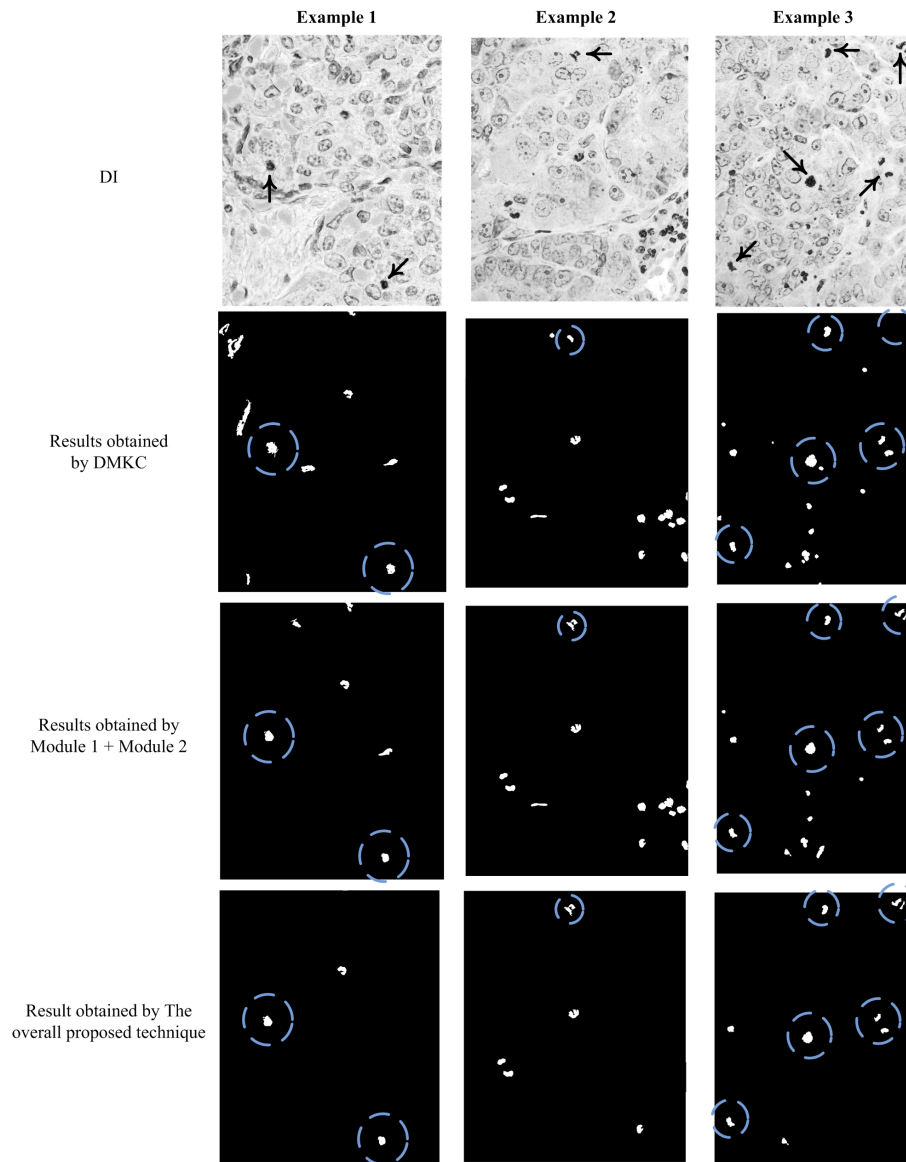 Example 1
Example 2
Example 3
DI
Results obtained
by DMKC
Results obtained by
Module 1 + Module 2
Result obtained by The
overall proposed technique